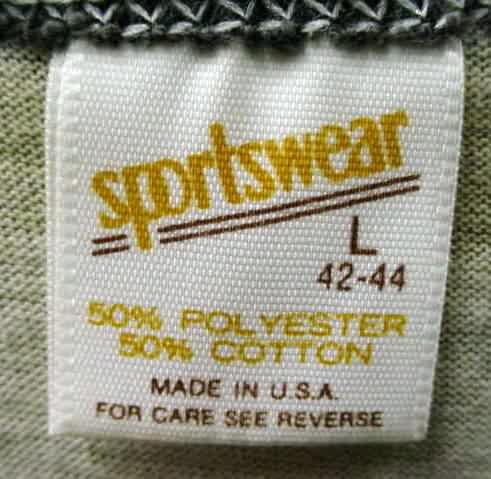 sportswear
L
42-44
50% POLYESTER
50% COTTON
MADE IN U.S.A.
FOR CARE SEE REVERSE